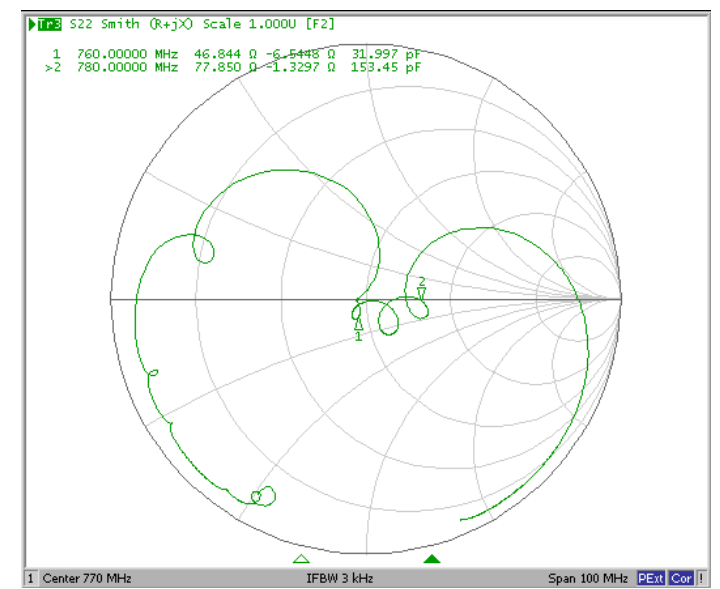 Tr3 S22 Smith (R+jX) Scale 1.000U [F2]
1 760.00000 MHz 46.844 Ω -6.5448 Ω 31.997 pF
>2 780.00000 MHz 77.850 Ω -1.3297 Ω 153.45 pF
2
1
1 Center 770 MHz IFBW 3 kHz Span 100 MHz PExt Cor !